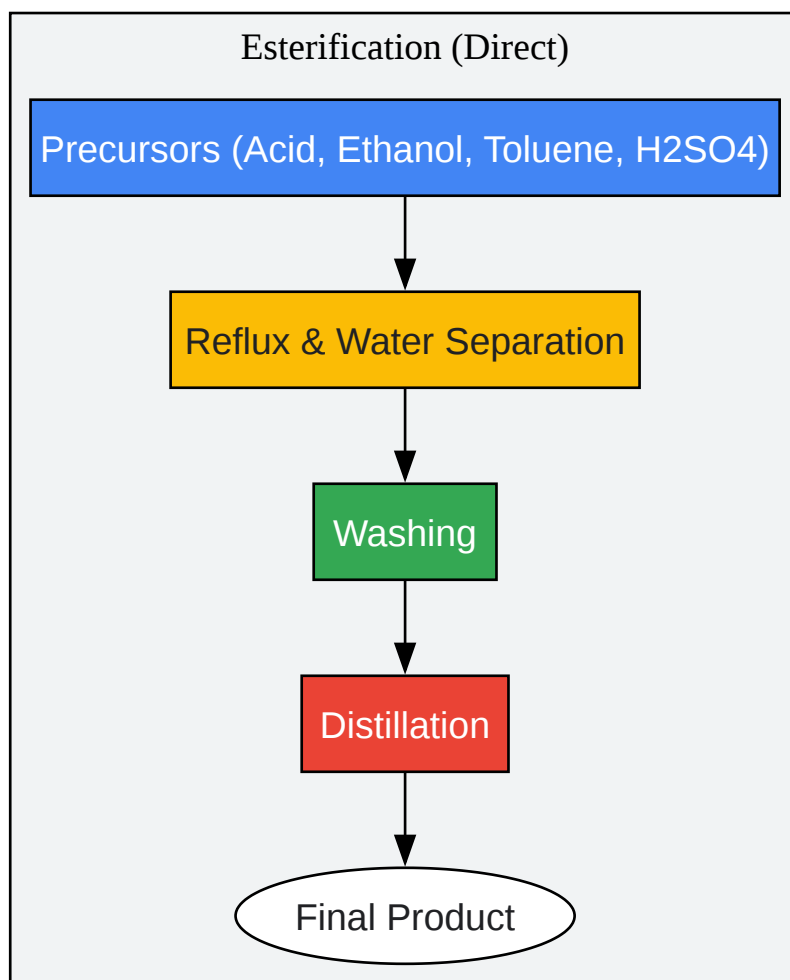 Esterification (Direct)
Precursors (Acid, Ethanol, Toluene, H2SO4)
Reflux & Water Separation
Washing
Distillation
Final Product